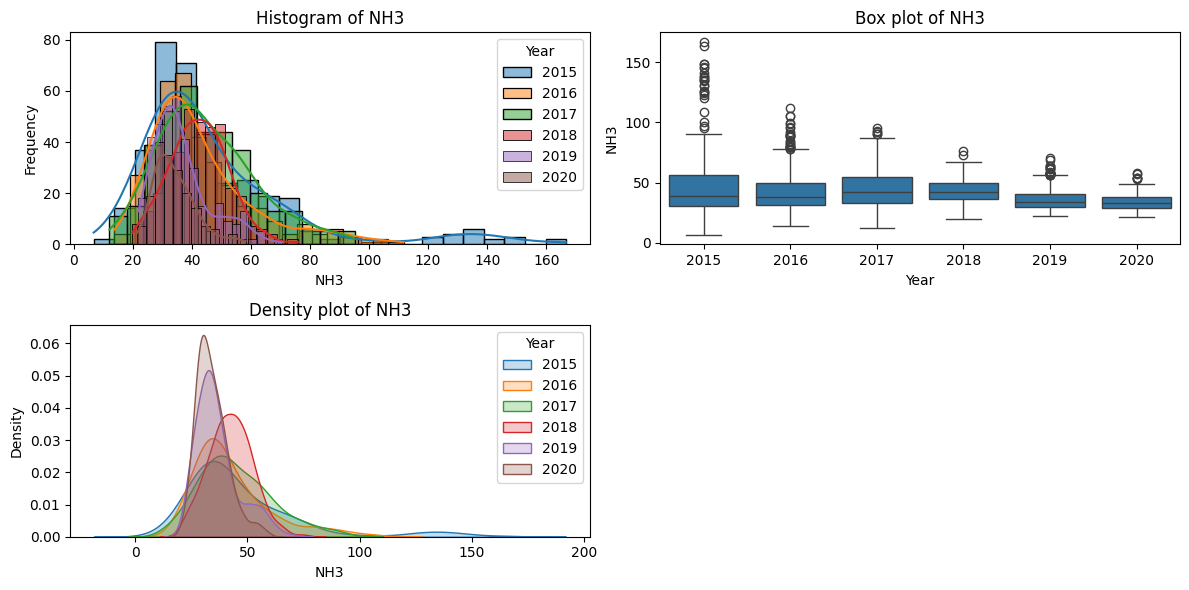 Histogram of NH3
80
60
40
20
0
Frequency
0 20 40 60 80 100 120 140 160
NH3
Year
2015
2016
2017
2018
2019
2020
Box plot of NH3
150
100
50
0
NH3
2015 2016 2017 2018 2019 2020
Year
Density plot of NH3
0.06
0.05
0.04
0.03
0.02
0.01
0.00
Density
0 50 100 150 200
NH3
Year
2015
2016
2017
2018
2019
2020